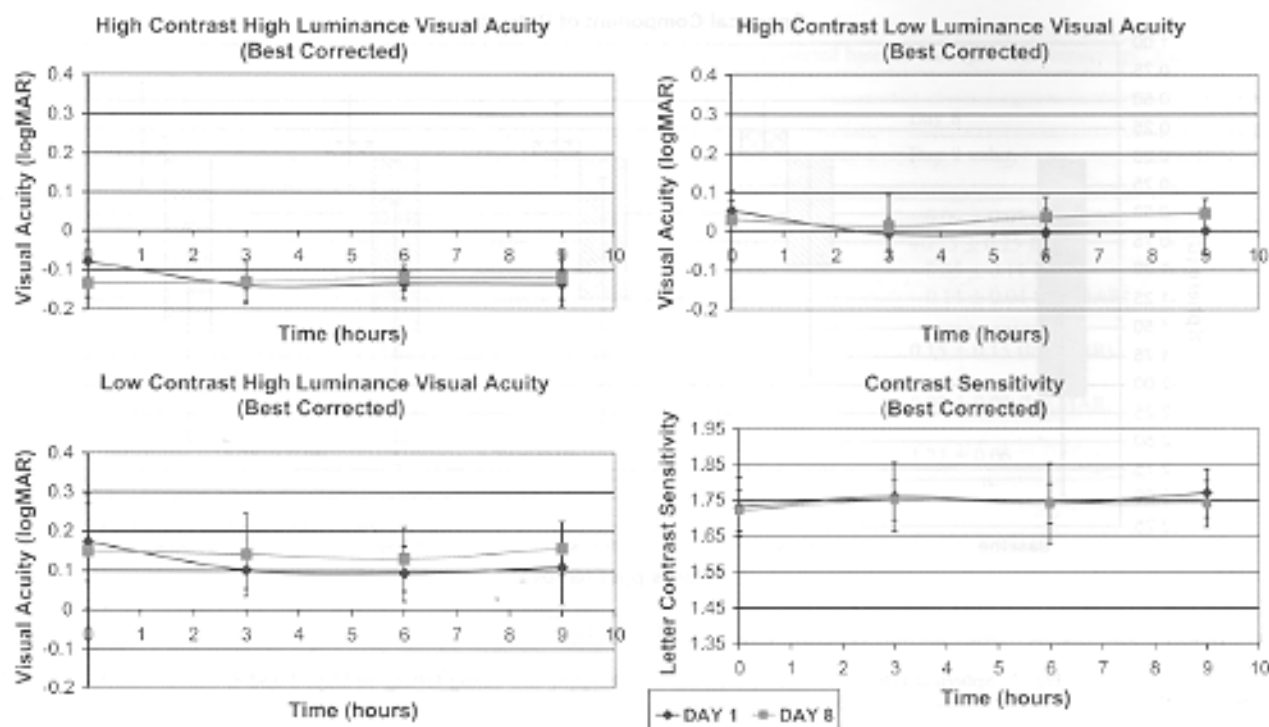 High Contrast High Luminance Visual Acuity
(Best Corrected)
Visual Acuity (logMAR)
0.4
0.3
0.2
0.1
0
-0.1
-0.2
0 1 2 3 4 5 6 7 8 9 10
Time (hours)
High Contrast Low Luminance Visual Acuity
(Best Corrected)
Visual Acuity (logMAR)
0.4
0.3
0.2
0.1
0
-0.1
-0.2
0 1 2 3 4 5 6 7 8 9 10
Time (hours)
Low Contrast High Luminance Visual Acuity
(Best Corrected)
Visual Acuity (logMAR)
0.4
0.3
0.2
0.1
0
-0.1
-0.2
0 1 2 3 4 5 6 7 8 9 10
Time (hours)
Contrast Sensitivity
(Best Corrected)
Letter Contrast Sensitivity
1.95
1.85
1.75
1.65
1.55
1.45
1.35
0 1 2 3 4 5 6 7 8 9 10
Time (hours)
DAY 1 DAY 8